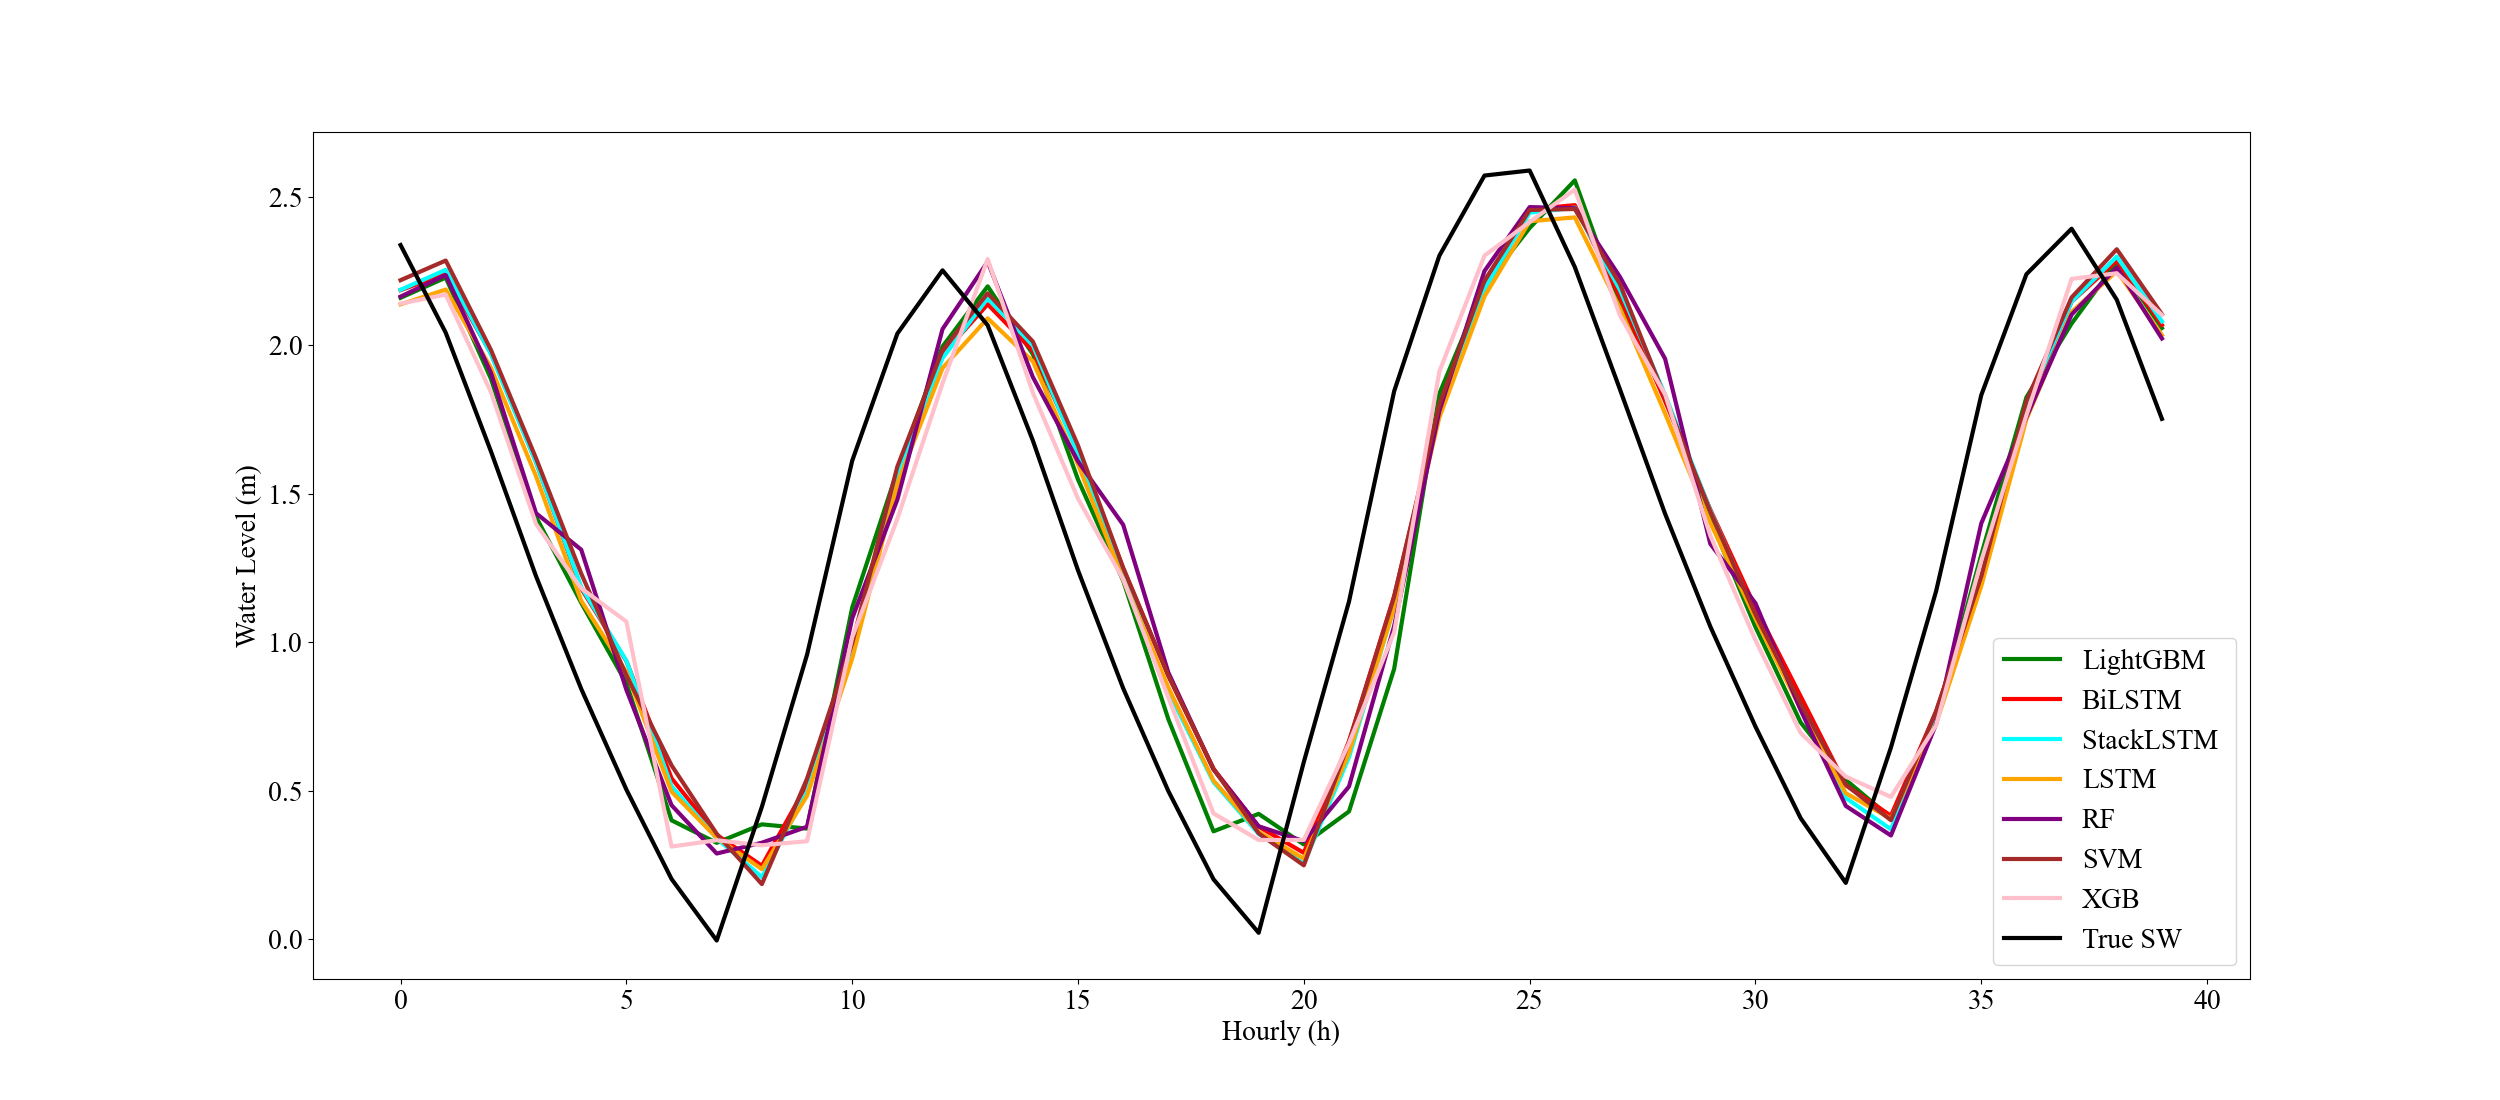 2.5
2.0
1.5
1.0
0.5
0.0
Water Level (m)
0 5 10 15 20 25 30 35 40
Hourly (h)
LightGBM
BiLSTM
StackLSTM
LSTM
RF
SVM
XGB
True SW